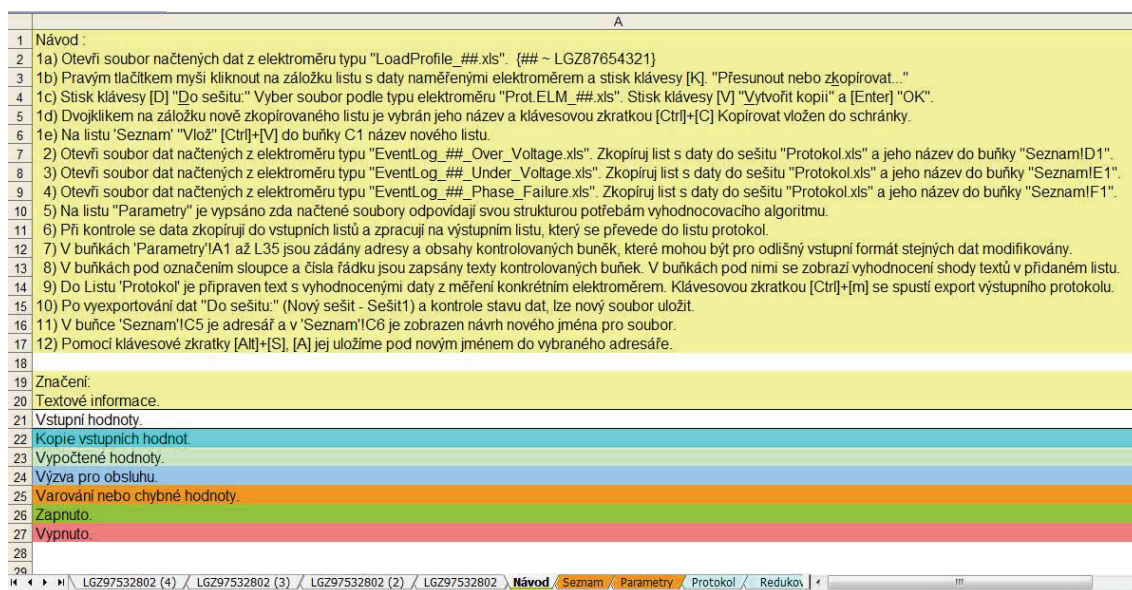 A
1 Návod :
2 1a) Otevři soubor načtených dat z elektroměru typu "LoadProfile_##.xls". {## ~ LGZ87654321}
3 1b) Pravým tlačítkem myši kliknout na záložku listu s daty naměřenými elektroměrem a stisk klávesy [K]. "Přesunout nebo zkopírovat..."
4 1c) Stisk klávesy [D] "Do sešitu:" Vyber soubor podle typu elektroměru "Prot.ELM_##.xls". Stisk klávesy [V] "Vytvořit kopii" a [Enter] "OK".
5 1d) Dvojklikem na záložku nově zkopírovaného listu je vybrán jeho název a klávesovou zkratkou [Ctrl]+[C] Kopírovat vložen do schránky.
6 1e) Na listu 'Seznam' "Vlož" [Ctrl]+[V] do buňky C1 název nového listu.
7 2) Otevři soubor dat načtených z elektroměru typu "EventLog_##_Over_Voltage.xls". Zkopíruj list s daty do sešitu "Protokol.xls" a jeho název do buňky "Seznam!D1".
8 3) Otevři soubor dat načtených z elektroměru typu "EventLog_##_Under_Voltage.xls". Zkopíruj list s daty do sešitu "Protokol.xls" a jeho název do buňky "Seznam!E1".
9 4) Otevři soubor dat načtených z elektroměru typu "EventLog_##_Phase_Failure.xls". Zkopíruj list s daty do sešitu "Protokol.xls" a jeho název do buňky "Seznam!F1".
10 5) Na listu "Parametry" je vypsáno zda načtené soubory odpovídají svou strukturou potřebám vyhodnocovacího algoritmu.
11 6) Při kontrole se data zkopírují do vstupních listů a zpracují na výstupním listu, který se převede do listu protokol.
12 7) V buňkách 'Parametry'!A1 až L35 jsou zádány adresy a obsahy kontrolovaných buněk, které mohou být pro odlišný vstupní formát stejných dat modifikovány.
13 8) V buňkách pod označením sloupce a čísla řádku jsou zapsány texty kontrolovaných buňek. V buňkách pod nimi se zobrazí vyhodnocení shody textů v přidaném listu.
14 9) Do Listu 'Protokol' je připraven text s vyhodnocenými daty z měření konkrétním elektroměrem. Klávesovou zkratkou [Ctrl]+[m] se spustí export výstupního protokolu.
15 10) Po vyexportování dat "Do sešitu:" (Nový sešit - Sešit1) a kontrole stavu dat, lze nový soubor uložit.
16 11) V buňce 'Seznam'!C5 je adresář a v 'Seznam'!C6 je zobrazen návrh nového jména pro soubor.
17 12) Pomocí klávesové zkratky [Alt]+[S], [A] jej uložíme pod novým jménem do vybraného adresáře.
18
19 Značení:
20 Textové informace.
21 Vstupní hodnoty.
22 Kopie vstupních hodnot.
23 Vypočtené hodnoty.
24 Výzva pro obsluhu.
25 Varování nebo chybné hodnoty.
26 Zapnuto.
27 Vypnuto.
28
29
LGZ97532802 (4) LGZ97532802 (3) LGZ97532802 (2) LGZ97532802 Návod Seznam Parametry Protokol Redukov